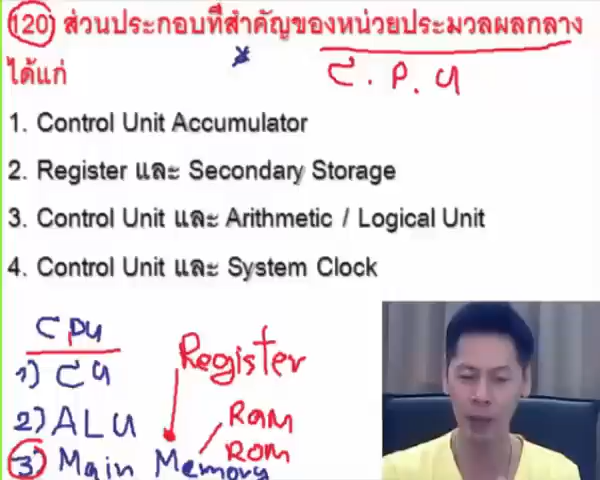 120 ส่วนประกอบที่สำคัญของหน่วยประมวลผลกลาง
ได้แก่
C.P.U
1. Control Unit Accumulator
2. Register และ Secondary Storage
3. Control Unit และ Arithmetic / Logical Unit
4. Control Unit และ System Clock
CPU
Register
1) CU
2) ALU
RAM
ROM
3) Main Memory